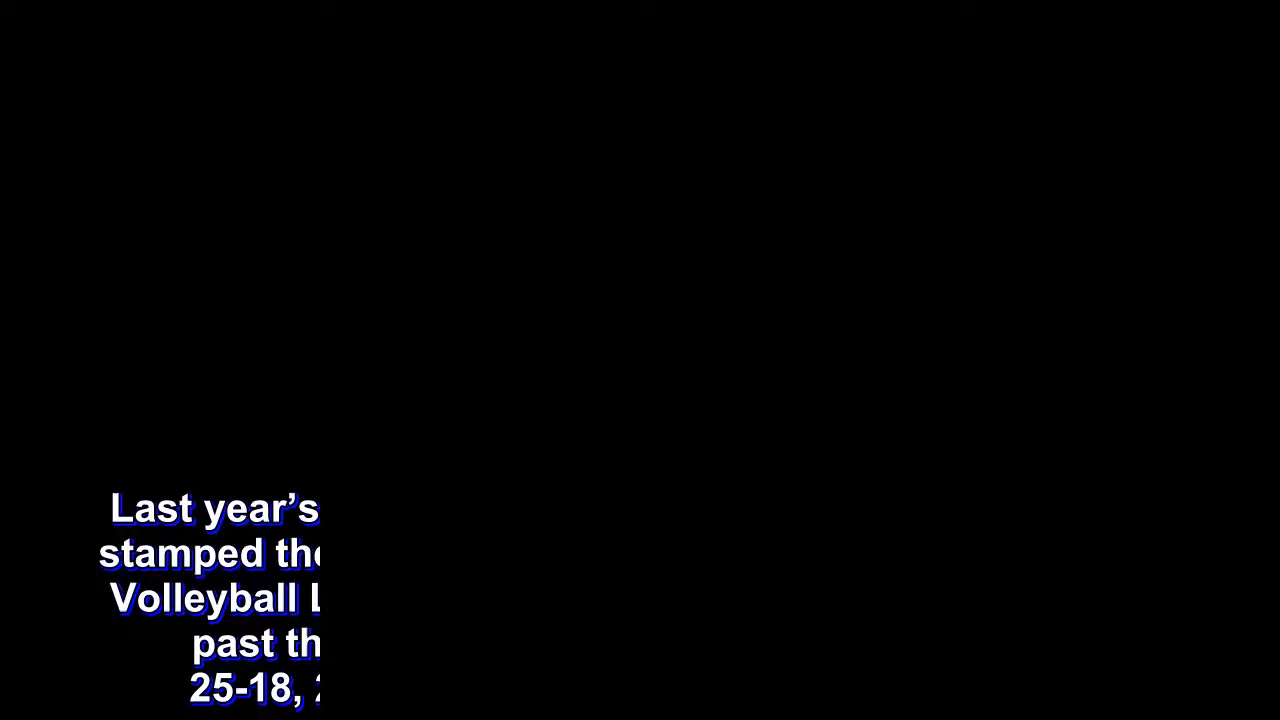 Last year’s
stamped the
Volleyball
past th
25-18,